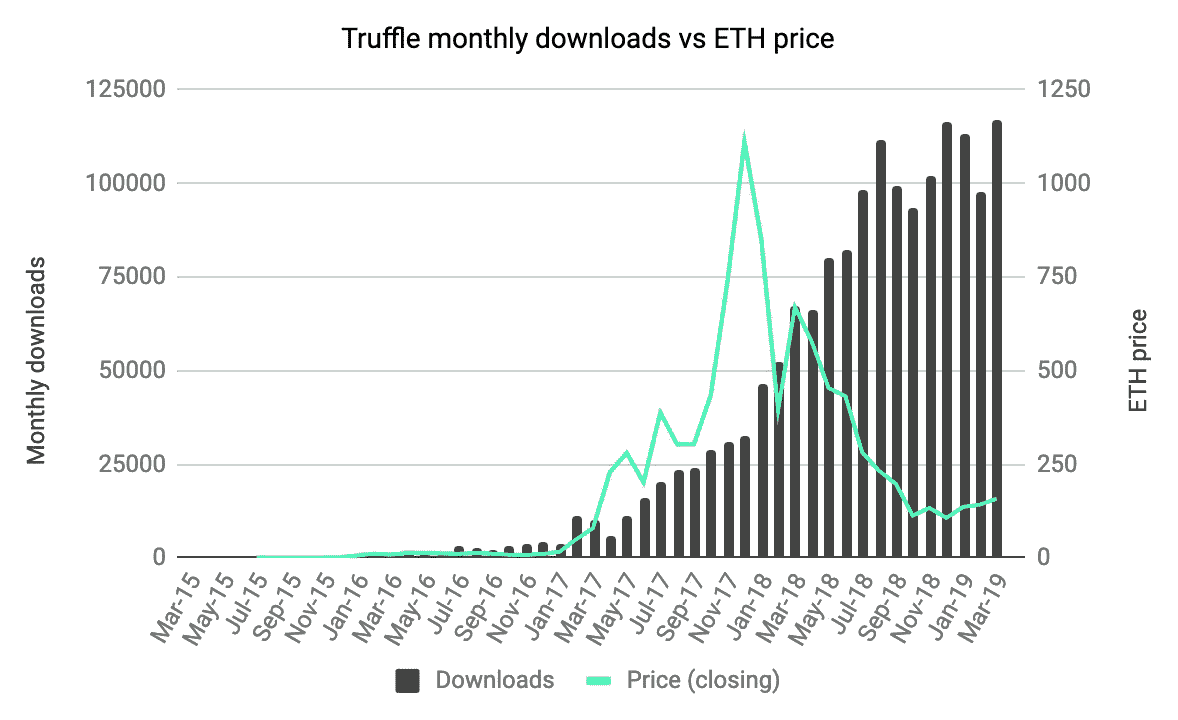 Truffle monthly downloads vs ETH price
125000
100000
75000
50000
25000
0
Monthly downloads
1250
1000
750
500
250
0
ETH price
Mar-15
May-15
Jul-15
Sep-15
Nov-15
Jan-16
Mar-16
May-16
Jul-16
Sep-16
Nov-16
Jan-17
Mar-17
May-17
Jul-17
Sep-17
Nov-17
Jan-18
Mar-18
May-18
Jul-18
Sep-18
Nov-18
Jan-19
Mar-19
Downloads
Price (closing)